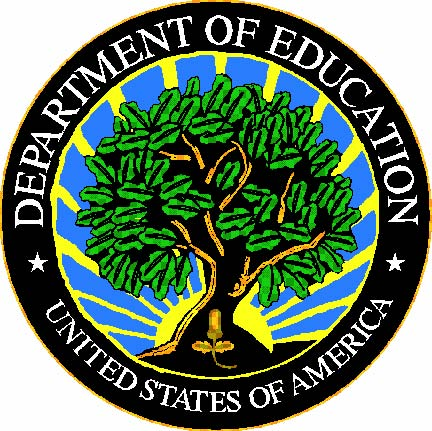 DEPARTMENT OF EDUCATION
UNITED STATES OF AMERICA